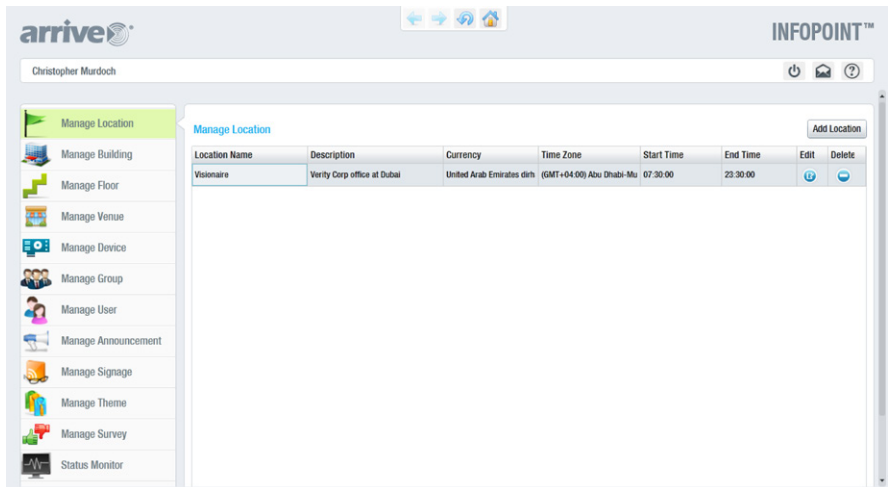 arrive
INFOPOINT™
Christopher Murdoch
Manage Location
Manage Building
Manage Floor
Manage Venue
Manage Device
Manage Group
Manage User
Manage Announcement
Manage Signage
Manage Theme
Manage Survey
Status Monitor
Manage Location
Add Location
Location Name Description Currency Time Zone Start Time End Time Edit Delete
Visionaire Verity Corp office at Dubai United Arab Emirates dirh (GMT+04:00) Abu Dhabi-Mu 07:30:00 23:30:00